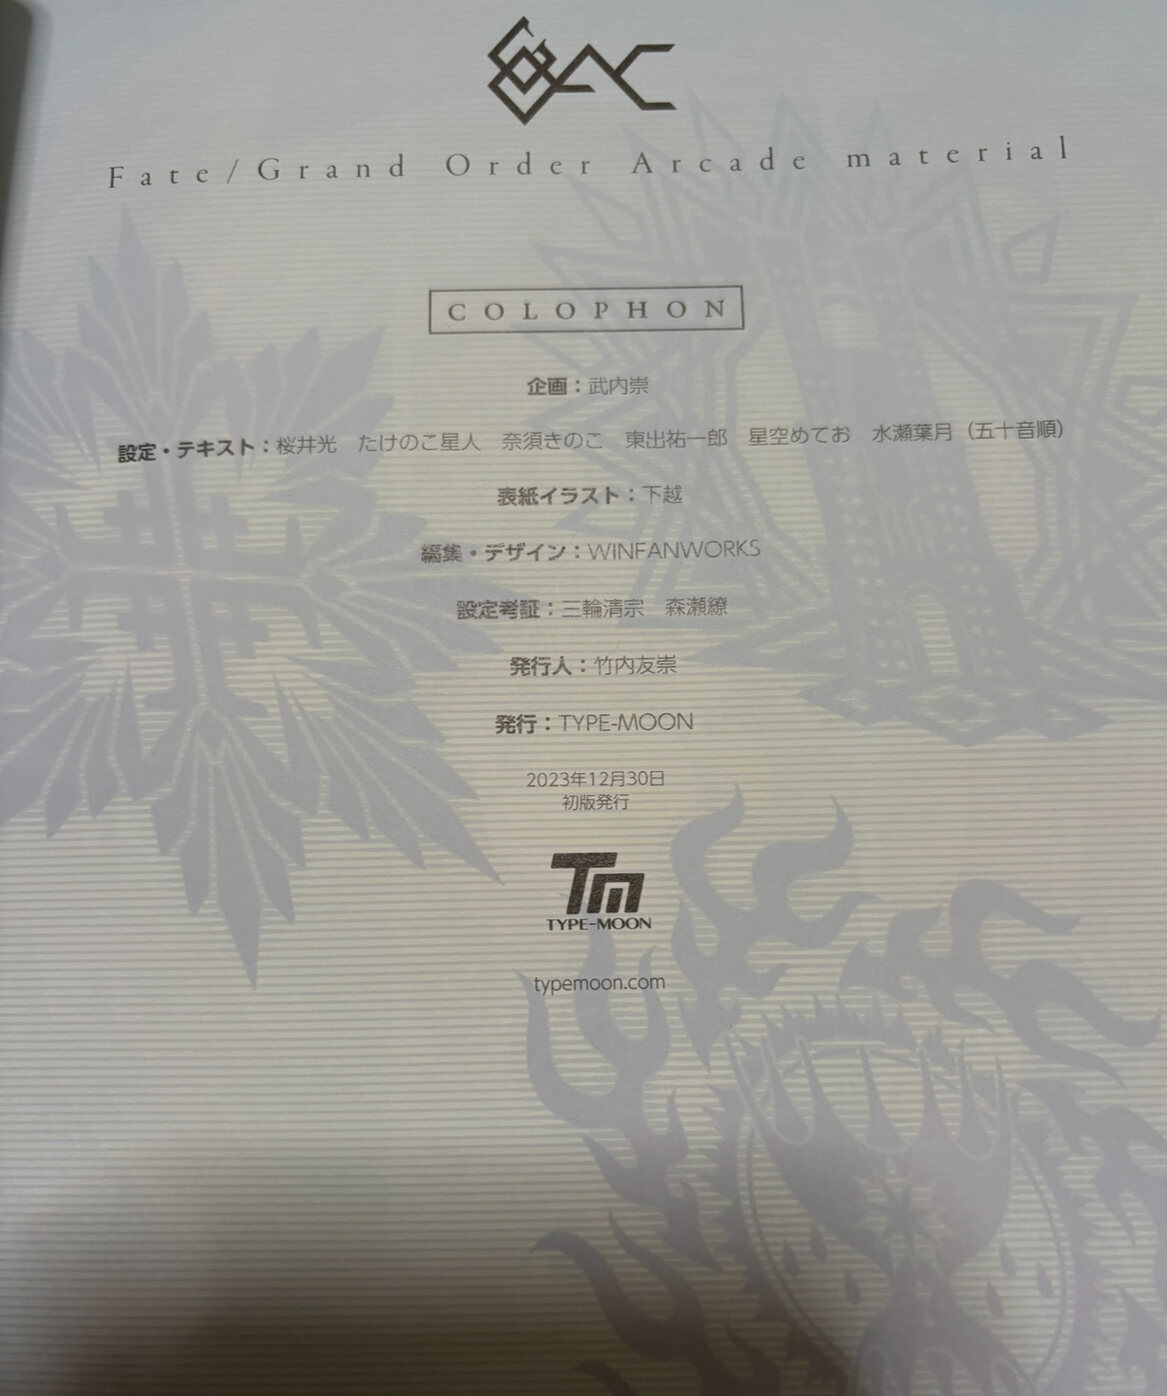 AC
Fate/Grand Order Arcade material
COLOPHON
企画：武内崇
設定・テキスト：桜井光　たけのこ星人　奈須きのこ　東出祐一郎　星空めてお　水瀬葉月（五十音順）
表紙イラスト：下越
編集・デザイン：WINFANWORKS
設定考証：三輪清宗　森瀬繚
発行人：竹内友崇
発行：TYPE-MOON
2023年12月30日
初版発行
TM
TYPE-MOON
typemoon.com